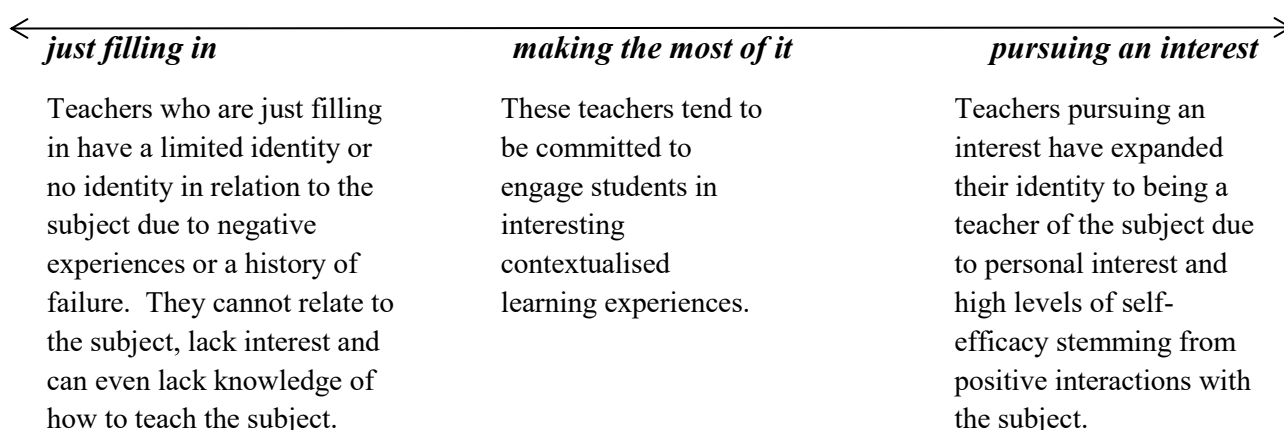 just filling in
Teachers who are just filling
in have a limited identity or
no identity in relation to the
subject due to negative
experiences or a history of
failure.  They cannot relate to
the subject, lack interest and
can even lack knowledge of
how to teach the subject.
making the most of it
These teachers tend to
be committed to
engage students in
interesting
contextualised
learning experiences.
pursuing an interest
Teachers pursuing an
interest have expanded
their identity to being a
teacher of the subject due
to personal interest and
high levels of self-
efficacy stemming from
positive interactions with
the subject.